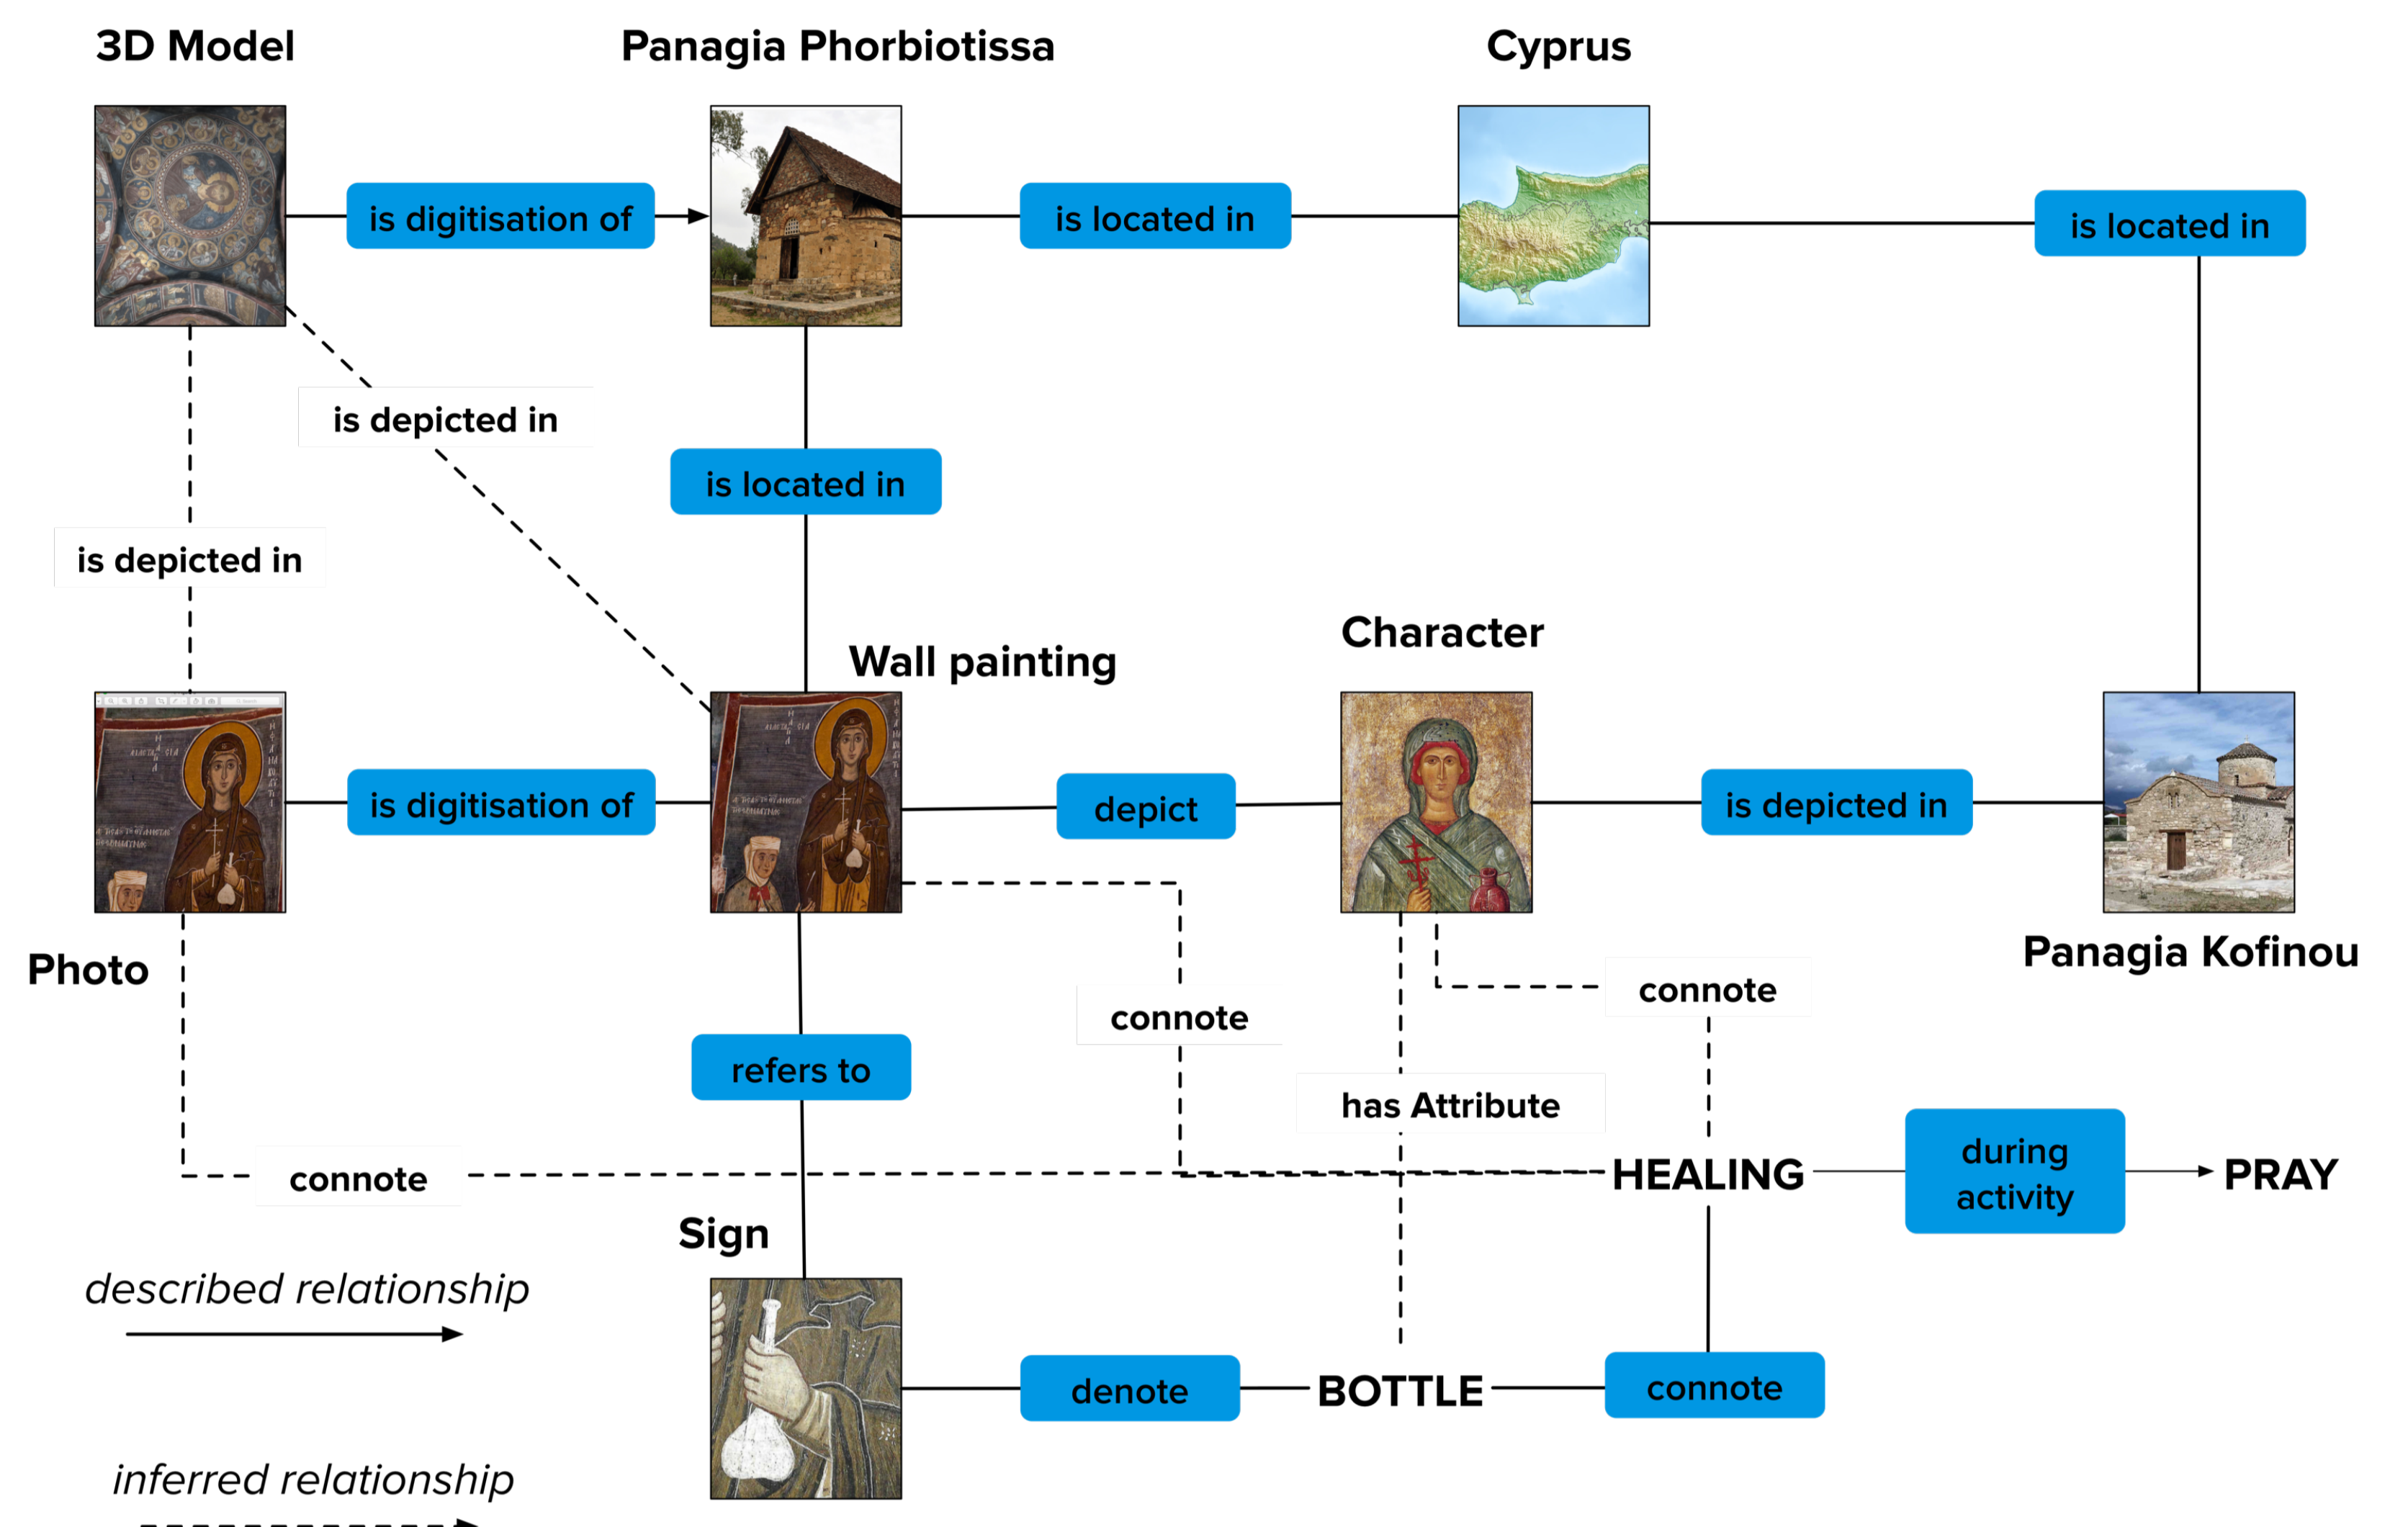 3D Model
Panagia Phorbiotissa
Cyprus
is digitisation of
is located in
is located in
is depicted in
is located in
is depicted in
Wall painting
Character
is digitisation of
depict
is depicted in
Photo
Panagia Kofinou
connote
connote
refers to
has Attribute
connote
HEALING
during
activity
PRAY
Sign
described relationship
denote
BOTTLE
connote
inferred relationship